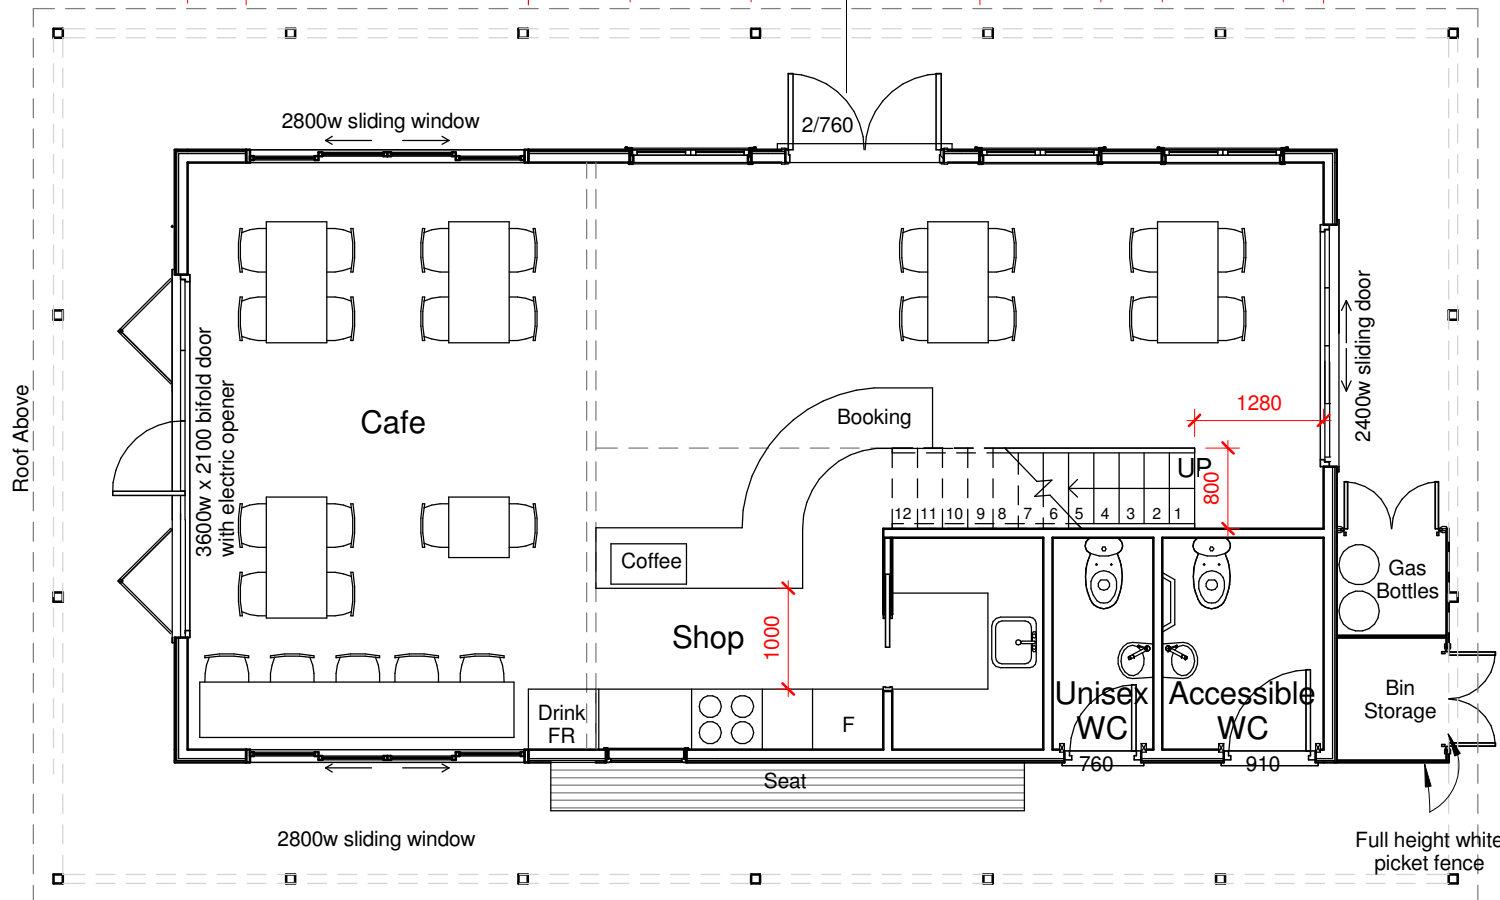 2/760
2800w sliding window
Roof Above
3600w x 2100 bifold door
with electric opener
Cafe
Booking
1280
2400w sliding door
UP
800
12 11 10 9 8 7 6 5 4 3 2 1
Coffee
Shop
1000
Gas
Bottles
Drink
FR
F
Unisex
WC
Accessible
WC
Bin
Storage
760
910
Seat
2800w sliding window
Full height white
picket fence